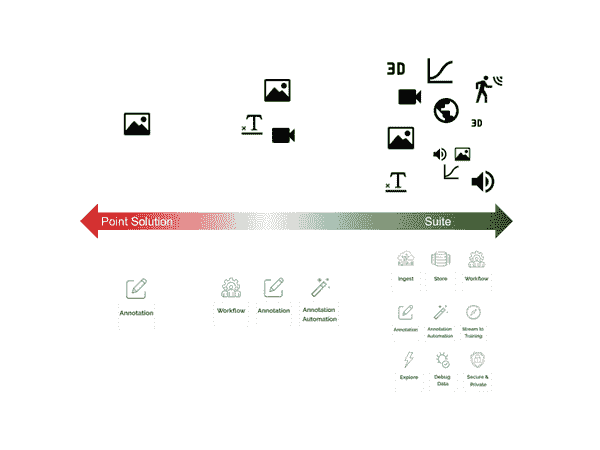 3D
3D
×T
×T
Point Solution
Suite
Ingest
Store
Workflow
Annotation
Workflow
Annotation
Annotation
Automation
Annotation
Annotation
Automation
Stream to
Training
Explore
Debug
Data
Secure &
Private